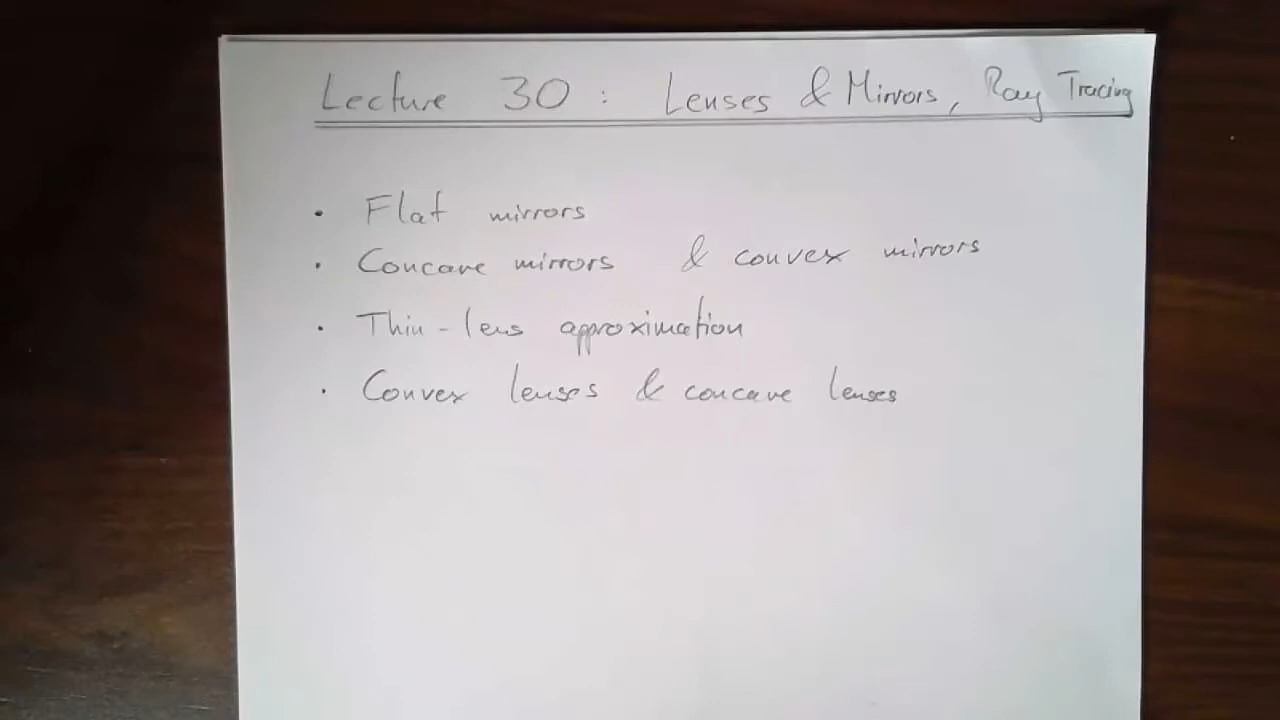 Lecture 30 : Lenses & Mirrors, Ray Tracing
• Flat mirrors
• Concave mirrors & convex mirrors
• Thin-lens approximation
• Convex lenses & concave lenses